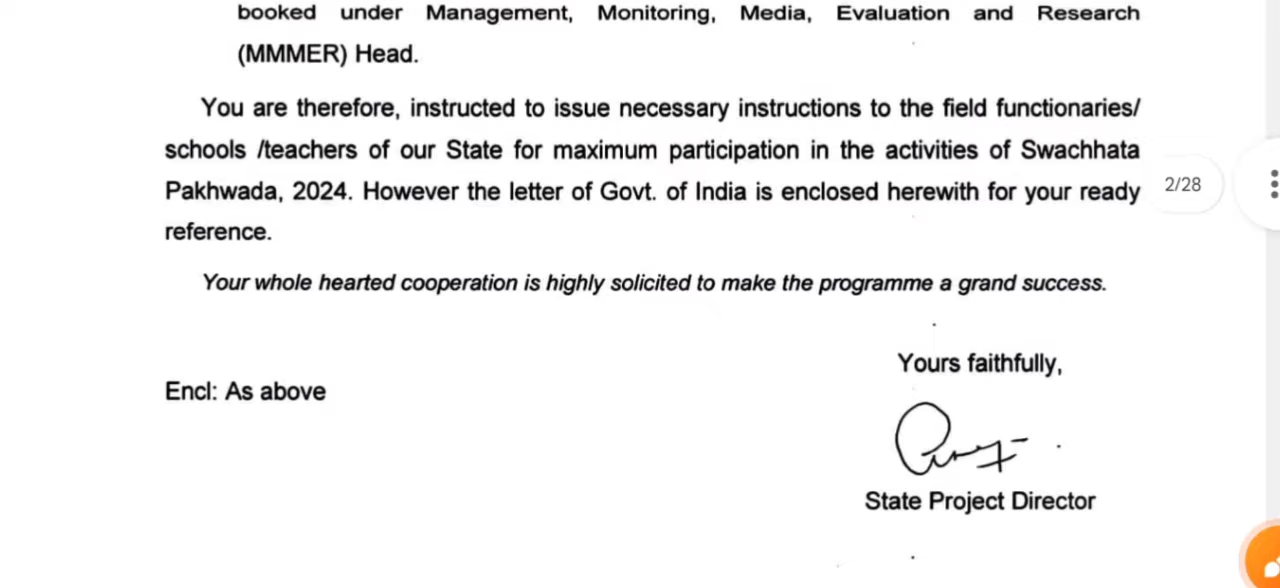 booked under Management, Monitoring, Media, Evaluation and Research
(MMMER) Head.
You are therefore, instructed to issue necessary instructions to the field functionaries/
schools /teachers of our State for maximum participation in the activities of Swachhata
Pakhwada, 2024. However the letter of Govt. of India is enclosed herewith for your ready
reference.
2/28
Your whole hearted cooperation is highly solicited to make the programme a grand success.
Yours faithfully,
Encl: As above
State Project Director